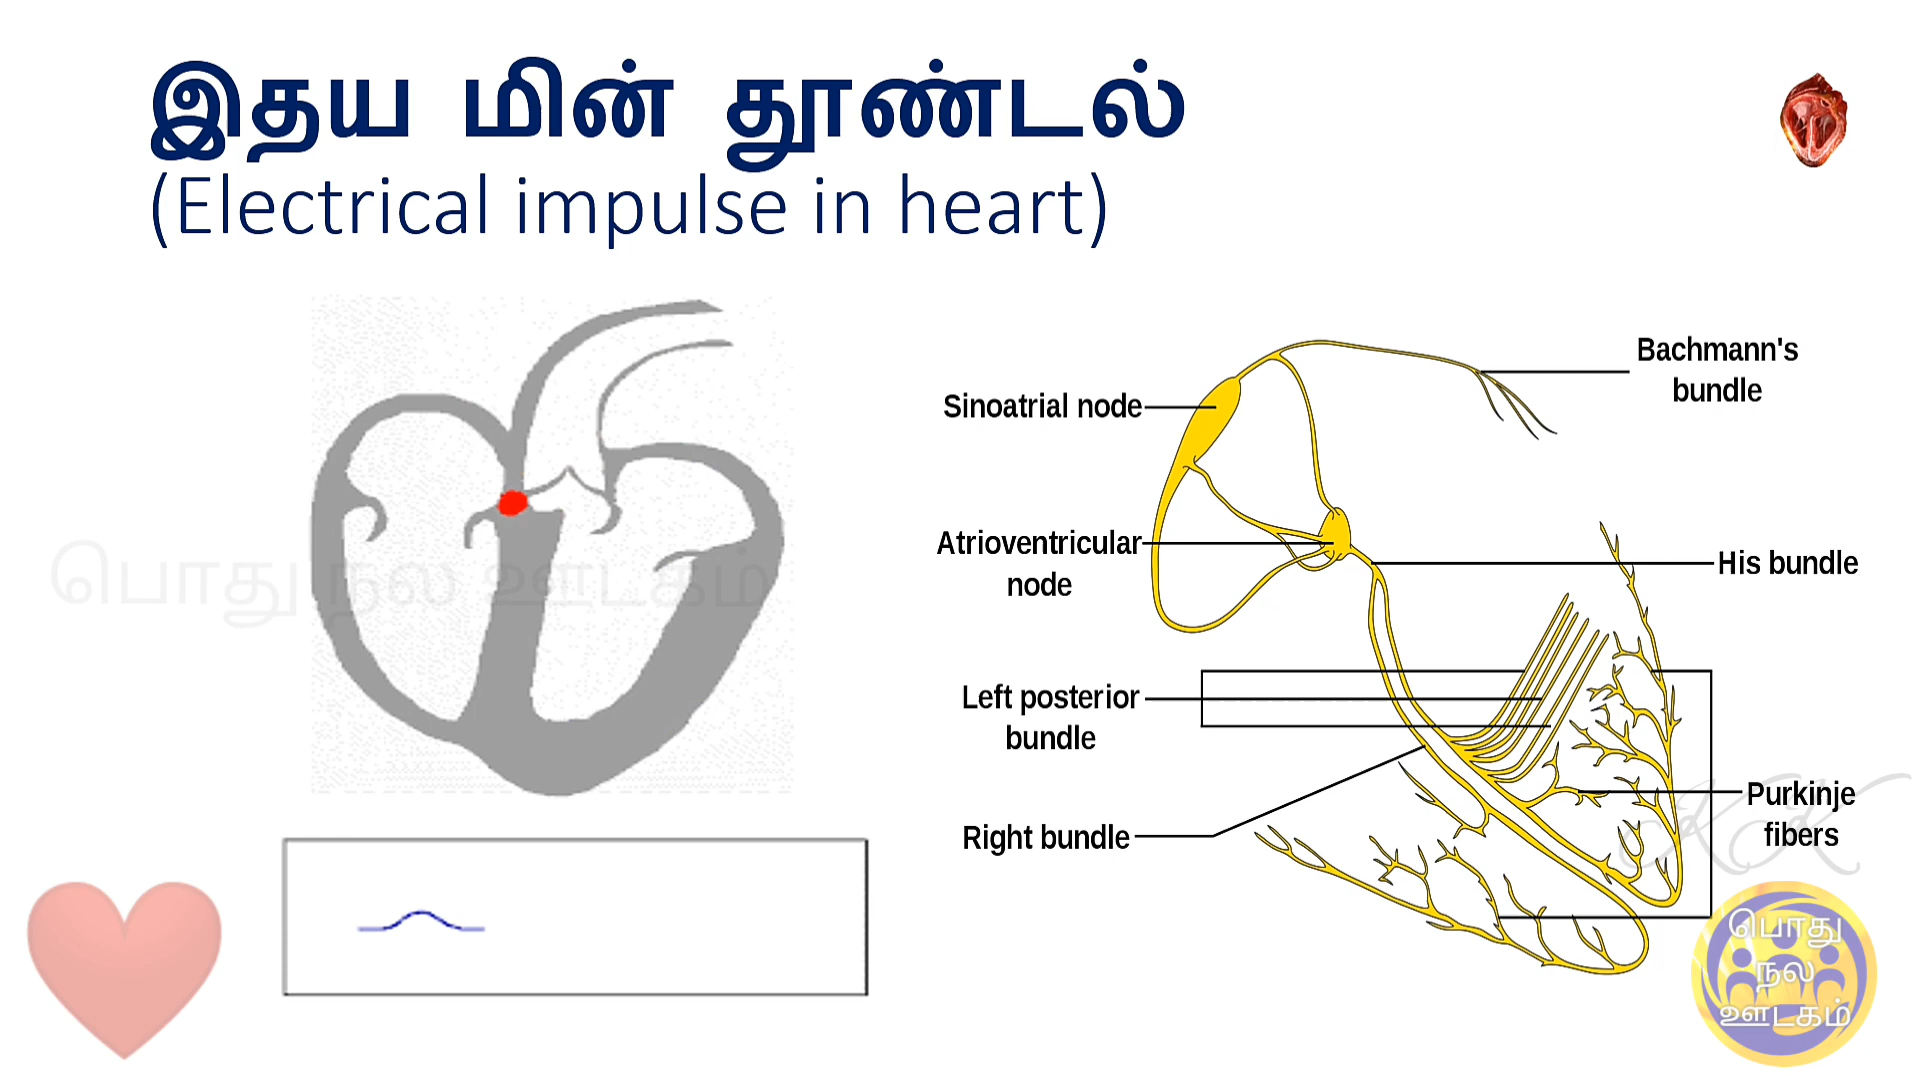 இதய மின் தூண்டல்
(Electrical impulse in heart)
Bachmann's
bundle
Sinoatrial node
Atrioventricular
node
His bundle
Left posterior
bundle
Purkinje
fibers
Right bundle
பொது நல ஊடகம்
பொது
நல
ஊடகம்